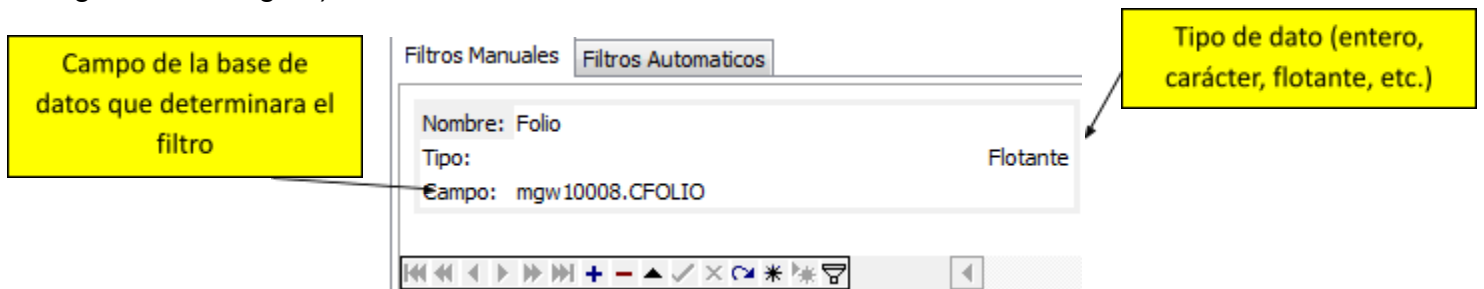 Campo de la base de
datos que determinara el
filtro
Tipo de dato (entero,
carácter, flotante, etc.)
Filtros Manuales
Filtros Automaticos
Nombre: Folio
Tipo: Flotante
Campo: mgw10008.CFOLIO